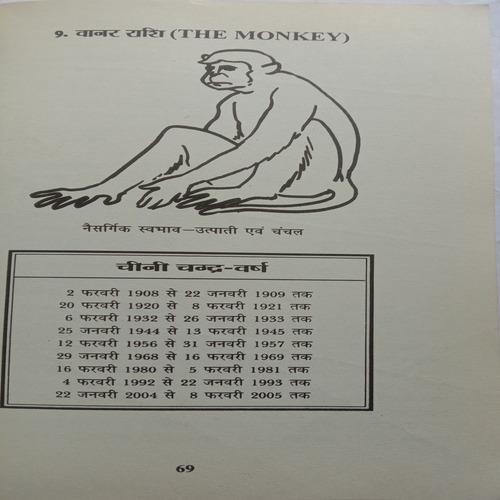 ९. वानर राशि (THE MONKEY)
नैसर्गिक स्वभाव–उत्पाती एवं चंचल
चीनी चन्द्र-वर्ष
2 फरवरी 1908 से 22 जनवरी 1909 तक
20 फरवरी 1920 से 8 फरवरी 1921 तक
6 फरवरी 1932 से 26 जनवरी 1933 तक
25 जनवरी 1944 से 13 फरवरी 1945 तक
12 फरवरी 1956 से 31 जनवरी 1957 तक
29 जनवरी 1968 से 16 फरवरी 1969 तक
16 फरवरी 1980 से 5 फरवरी 1981 तक
4 फरवरी 1992 से 22 जनवरी 1993 तक
22 जनवरी 2004 से 8 फरवरी 2005 तक
69